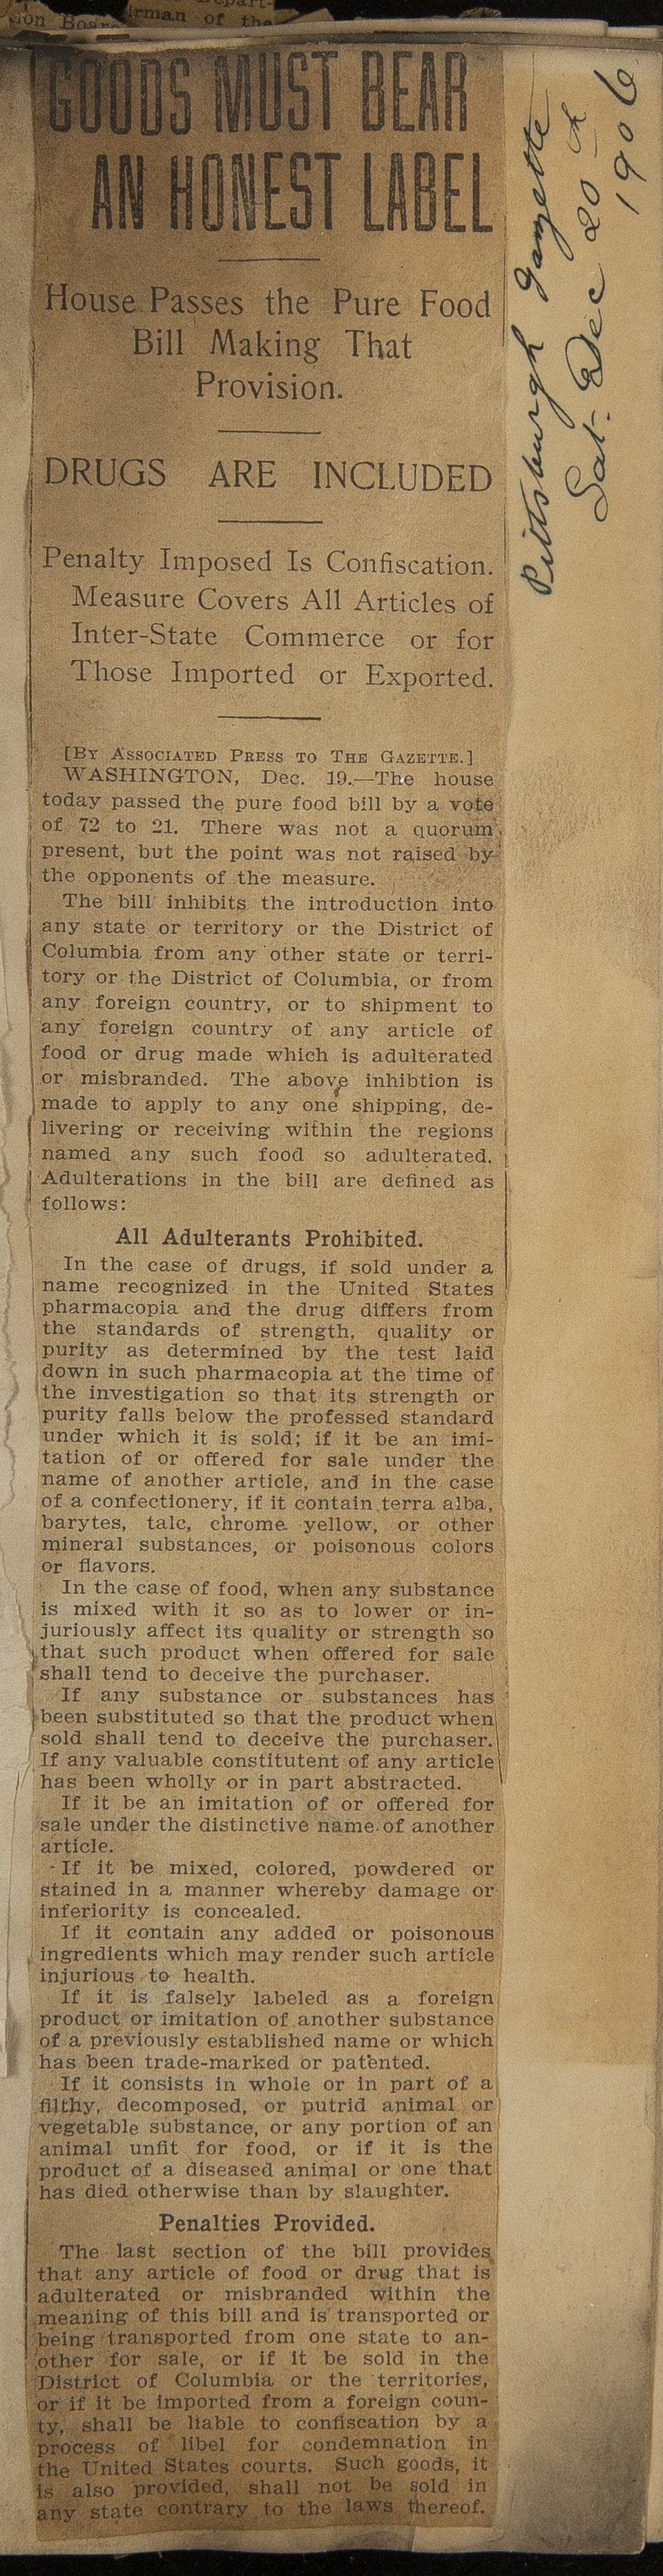 irman of the
ion Boar
GOODS MUST BEAR
AN HONEST LABEL
House Passes the Pure Food
Bill Making That
Provision.
DRUGS ARE INCLUDED
Penalty Imposed Is Confiscation.
Measure Covers All Articles of
Inter-State Commerce or for
Those Imported or Exported.
[BY ASSOCIATED PRESS TO THE GAZETTE.]
WASHINGTON, Dec. 19.—The house
today passed the pure food bill by a vote
of 72 to 21. There was not a quorum
present, but the point was not raised by
the opponents of the measure.
The bill inhibits the introduction into
any state or territory or the District of
Columbia from any other state or terri-
tory or the District of Columbia, or from
any foreign country, or to shipment to
any foreign country of any article of
food or drug made which is adulterated
or misbranded. The above inhibtion is
made to apply to any one shipping, de-
livering or receiving within the regions
named any such food so adulterated.
Adulterations in the bill are defined as
follows:
All Adulterants Prohibited.
In the case of drugs, if sold under a
name recognized in the United States
pharmacopia and the drug differs from
the standards of strength, quality or
purity as determined by the test laid
down in such pharmacopia at the time of
the investigation so that its strength or
purity falls below the professed standard
under which it is sold; if it be an imi-
tation of or offered for sale under the
name of another article, and in the case
of a confectionery, if it contain terra alba,
barytes, talc, chrome yellow, or other
mineral substances, or poisonous colors
or flavors.
In the case of food, when any substance
is mixed with it so as to lower or in-
juriously affect its quality or strength so
that such product when offered for sale
shall tend to deceive the purchaser.
If any substance or substances has
been substituted so that the product when
sold shall tend to deceive the purchaser.
If any valuable constitutent of any article
has been wholly or in part abstracted.
If it be an imitation of or offered for
sale under the distinctive name of another
article.
If it be mixed, colored, powdered or
stained in a manner whereby damage or
inferiority is concealed.
If it contain any added or poisonous
ingredients which may render such article
injurious to health.
If it is falsely labeled as a foreign
product or imitation of another substance
of a previously established name or which
has been trade-marked or patented.
If it consists in whole or in part of a
filthy, decomposed, or putrid animal or
vegetable substance, or any portion of an
animal unfit for food, or if it is the
product of a diseased animal or one that
has died otherwise than by slaughter.
Penalties Provided.
The last section of the bill provides
that any article of food or drug that is
adulterated or misbranded within the
meaning of this bill and is transported or
being transported from one state to an-
other for sale, or if it be sold in the
District of Columbia or the territories,
or if it be imported from a foreign coun-
ty, shall be liable to confiscation by a
process of libel for condemnation in
the United States courts. Such goods, it
is also provided, shall not be sold in
any state contrary to the laws thereof.
Pittsburgh Gazette
Sat. Dec 20th
1906